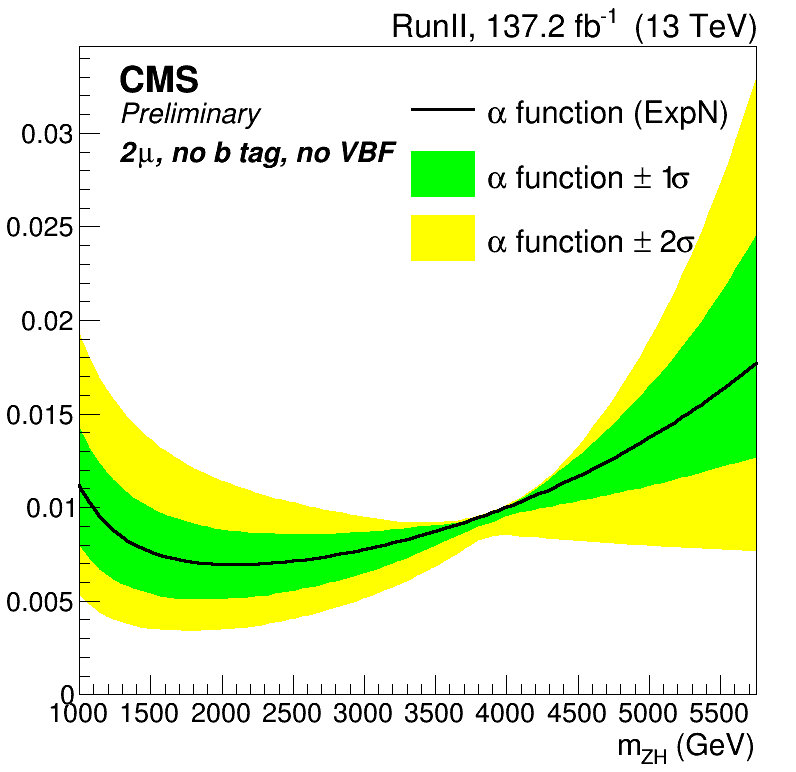 RunII, 137.2 fb-1 (13 TeV)
CMS
Preliminary
2μ, no b tag, no VBF
α function (ExpN)
α function ± 1σ
α function ± 2σ
0.03
0.025
0.02
0.015
0.01
0.005
0
1000 1500 2000 2500 3000 3500 4000 4500 5000 5500
mZH (GeV)